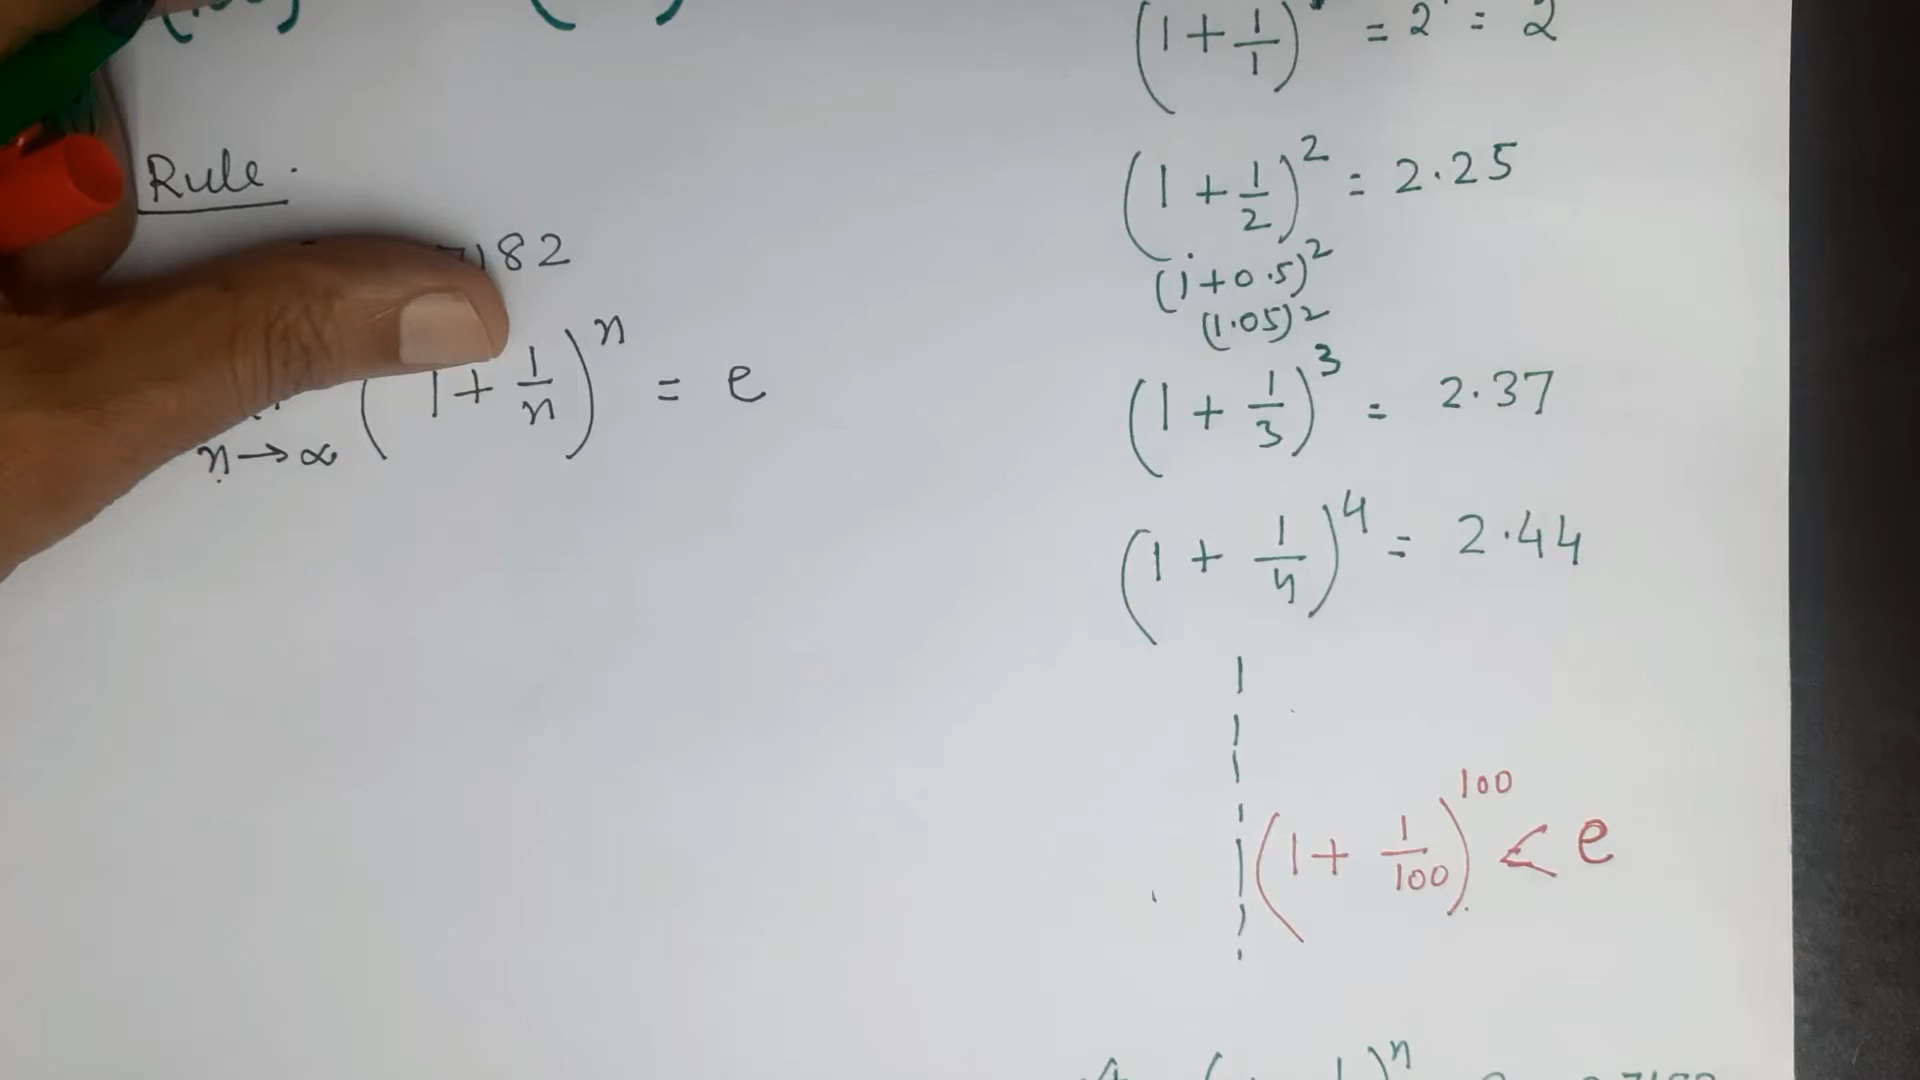 Rule.
7182
n→∞ (1+1/n)^n = e
(1+1/1) = 2 = 2
(1+1/2)^2 = 2.25
(1+0.5)^2
(1.05)^2
(1+1/3)^3 = 2.37
(1+1/4)^4 = 2.44
(1+1/100)^100 < e